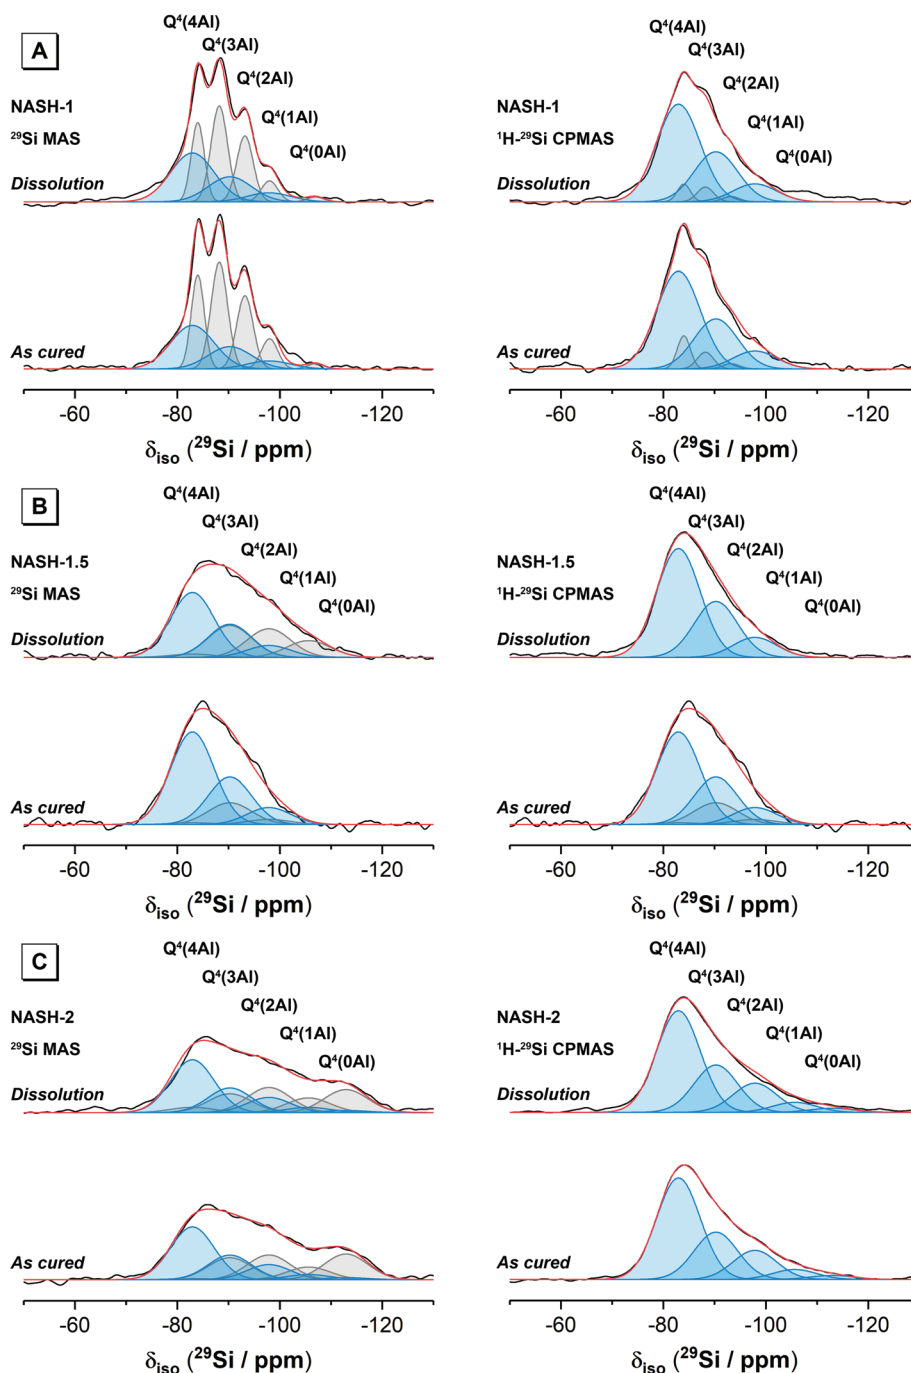 A
Q⁴(4Al)
Q⁴(3Al)
Q⁴(2Al)
Q⁴(1Al)
Q⁴(0Al)
NASH-1
²⁹Si MAS
Dissolution
As cured
-60 -80 -100 -120
δiso (²⁹Si / ppm)
Q⁴(4Al)
Q⁴(3Al)
Q⁴(2Al)
Q⁴(1Al)
Q⁴(0Al)
NASH-1
¹H-²⁹Si CPMAS
Dissolution
As cured
-60 -80 -100 -120
δiso (²⁹Si / ppm)
B
Q⁴(4Al)
Q⁴(3Al)
Q⁴(2Al)
Q⁴(1Al)
Q⁴(0Al)
NASH-1.5
²⁹Si MAS
Dissolution
As cured
-60 -80 -100 -120
δiso (²⁹Si / ppm)
Q⁴(4Al)
Q⁴(3Al)
Q⁴(2Al)
Q⁴(1Al)
Q⁴(0Al)
NASH-1.5
¹H-²⁹Si CPMAS
Dissolution
As cured
-60 -80 -100 -120
δiso (²⁹Si / ppm)
C
Q⁴(4Al)
Q⁴(3Al)
Q⁴(2Al)
Q⁴(1Al)
Q⁴(0Al)
NASH-2
²⁹Si MAS
Dissolution
As cured
-60 -80 -100 -120
δiso (²⁹Si / ppm)
Q⁴(4Al)
Q⁴(3Al)
Q⁴(2Al)
Q⁴(1Al)
Q⁴(0Al)
NASH-2
¹H-²⁹Si CPMAS
Dissolution
As cured
-60 -80 -100 -120
δiso (²⁹Si / ppm)